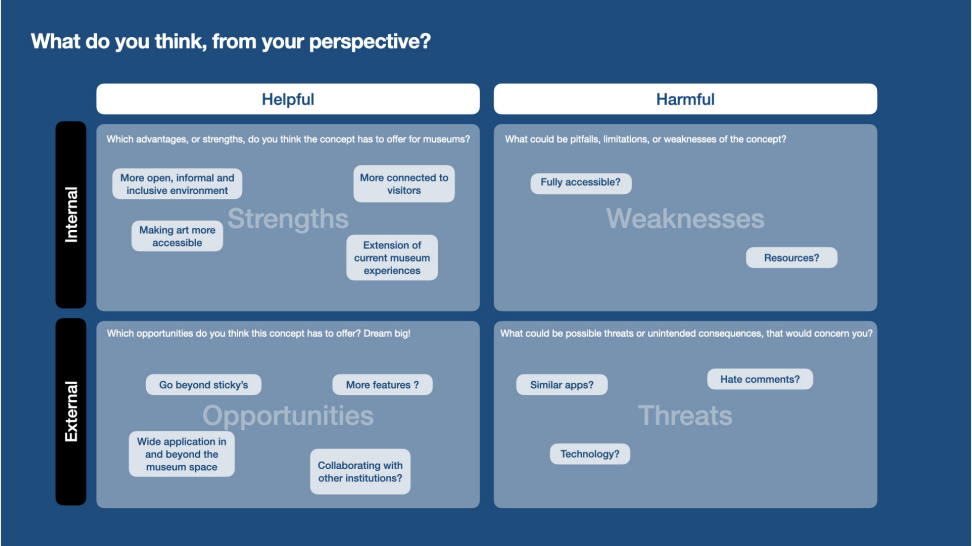 What do you think, from your perspective?
Helpful
Harmful
Internal
Which advantages, or strengths, do you think the concept has to offer for museums?
More open, informal and
inclusive environment
More connected to
visitors
Strengths
Making art more
accessible
Extension of
current museum
experiences
What could be pitfalls, limitations, or weaknesses of the concept?
Fully accessible?
Weaknesses
Resources?
External
Which opportunities do you think this concept has to offer? Dream big!
Go beyond sticky's
More features ?
Opportunities
Wide application in
and beyond the
museum space
Collaborating with
other institutions?
What could be possible threats or unintended consequences, that would concern you?
Similar apps?
Hate comments?
Threats
Technology?